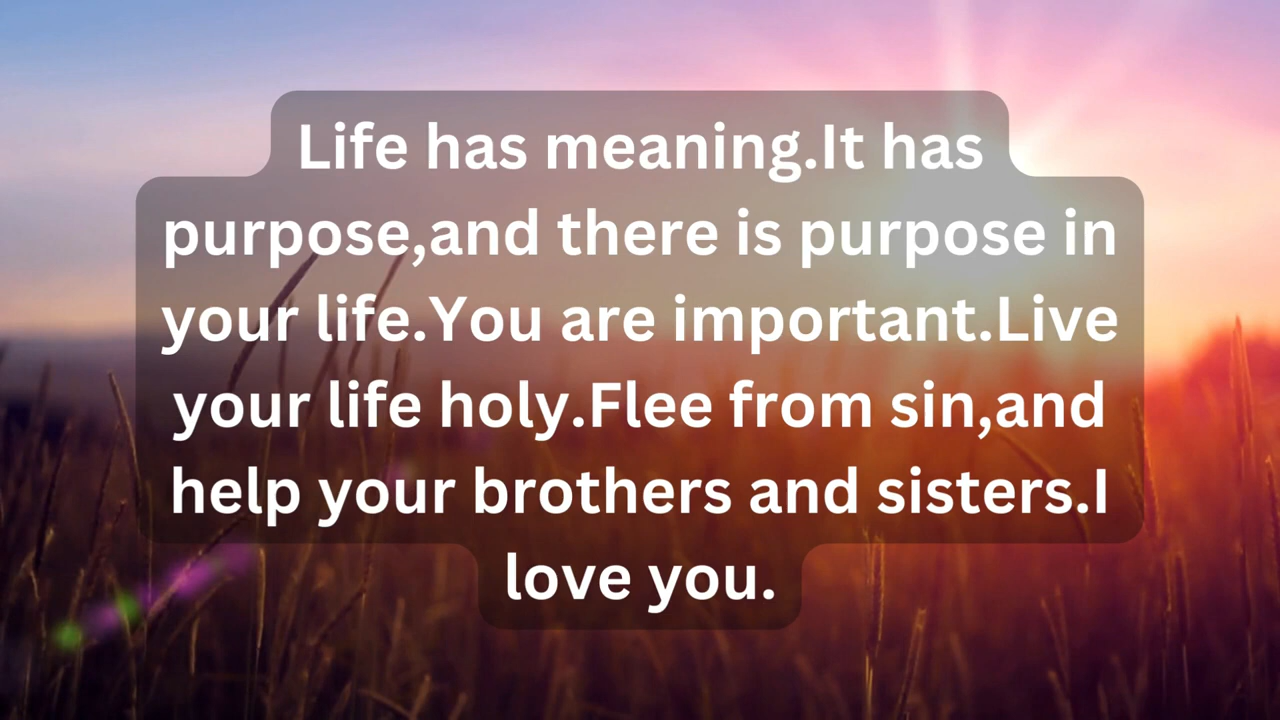 Life has meaning.It has
purpose,and there is purpose in
your life.You are important.Live
your life holy.Flee from sin,and
help your brothers and sisters.I
love you.